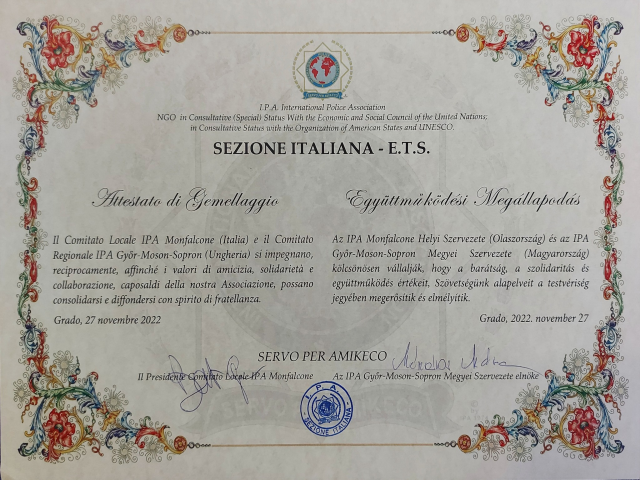 I.P.A. International Police Association
NGO in Consultative (Special) Status With the Economic and Social Council of the United Nations;
in Consultative Status with the Organization of American States and UNESCO.
SEZIONE ITALIANA - E.T.S.
Attestato di Gemellaggio
Il Comitato Locale IPA Monfalcone (Italia) e il Comitato
Regionale IPA Győr-Moson-Sopron (Ungheria) si impegnano,
reciprocamente, affinché i valori di amicizia, solidarietà e
collaborazione, caposaldi della nostra Associazione, possano
consolidarsi e diffondersi con spirito di fratellanza.
Grado, 27 novembre 2022
Együttműködési Megállapodás
Az IPA Monfalcone Helyi Szervezete (Olaszország) és az IPA
Győr-Moson-Sopron Megyei Szervezete (Magyarország)
kölcsönösen vállalják, hogy a barátság, a szolidaritás és
együttműködés értékeit, Szövetségünk alapelveit a testvériség
jegyében megerősítik és elmélyítik.
Grado, 2022. november 27
SERVO PER AMIKECO
Il Presidente Comitato Locale IPA Monfalcone
Az IPA Győr-Moson-Sopron Megyei Szervezete elnöke
I.P.A.
SEZIONE ITALIANA